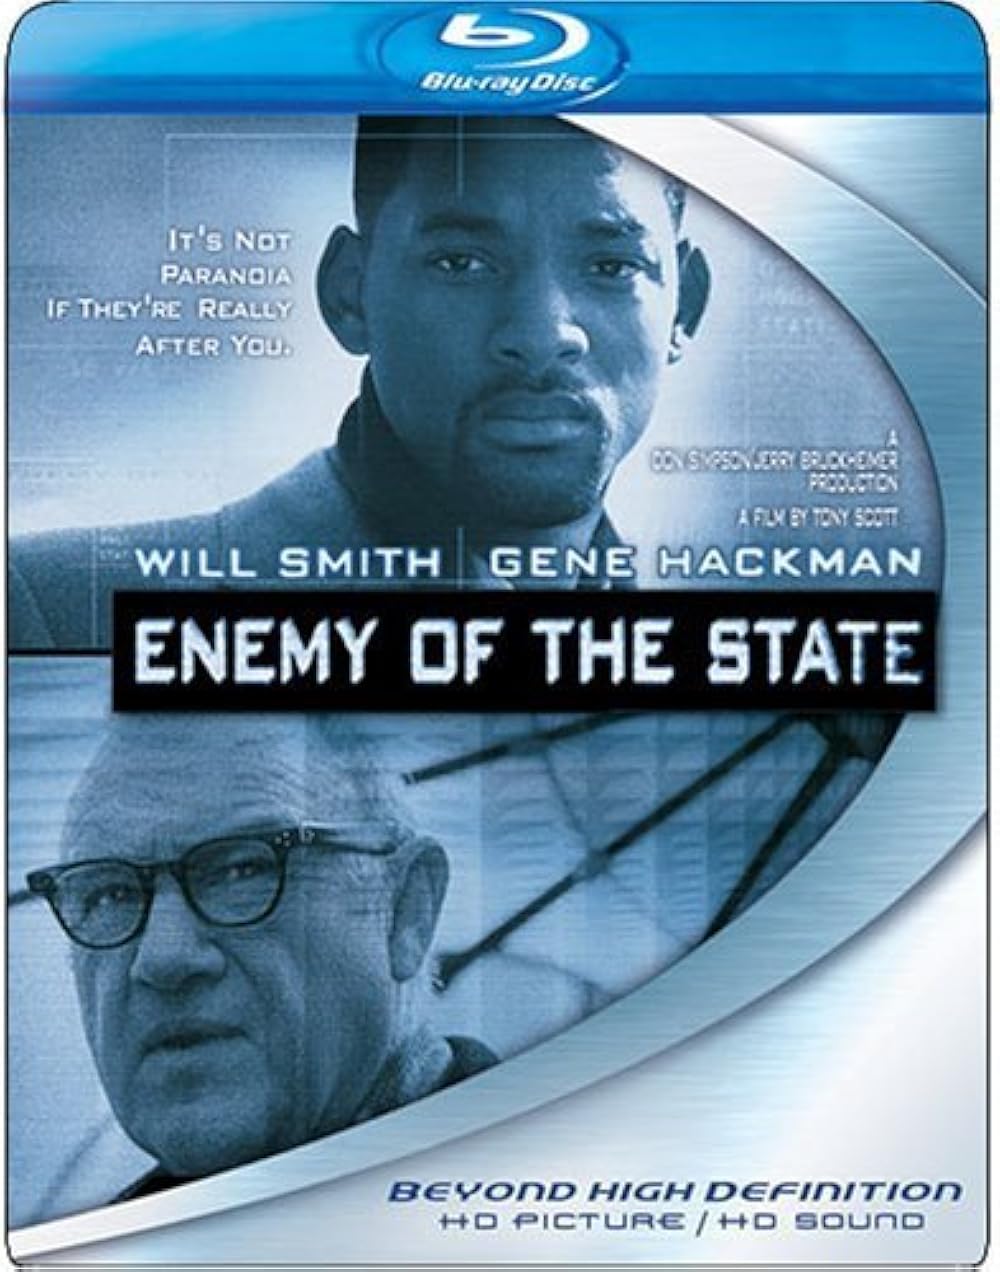 Blu-ray Disc
It's Not
Paranoia
If They're Really
After You.
A
DON SIMPSON/JERRY BRUCKHEIMER
PRODUCTION
A FILM BY TONY SCOTT
WILL SMITH GENE HACKMAN
ENEMY OF THE STATE
BEYOND HIGH DEFINITION
HD PICTURE / HD SOUND